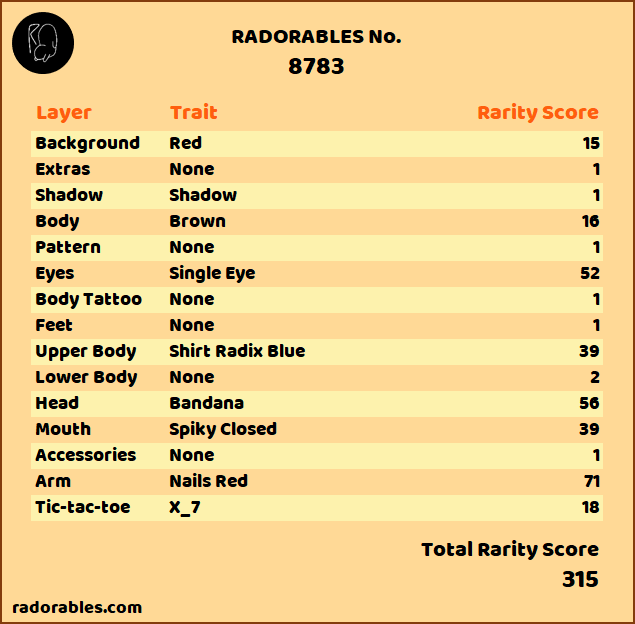 RADORABLES No.
8783
Layer Trait Rarity Score
Background Red 15
Extras None 1
Shadow Shadow 1
Body Brown 16
Pattern None 1
Eyes Single Eye 52
Body Tattoo None 1
Feet None 1
Upper Body Shirt Radix Blue 39
Lower Body None 2
Head Bandana 56
Mouth Spiky Closed 39
Accessories None 1
Arm Nails Red 71
Tic-tac-toe X_7 18
Total Rarity Score
315
radorables.com